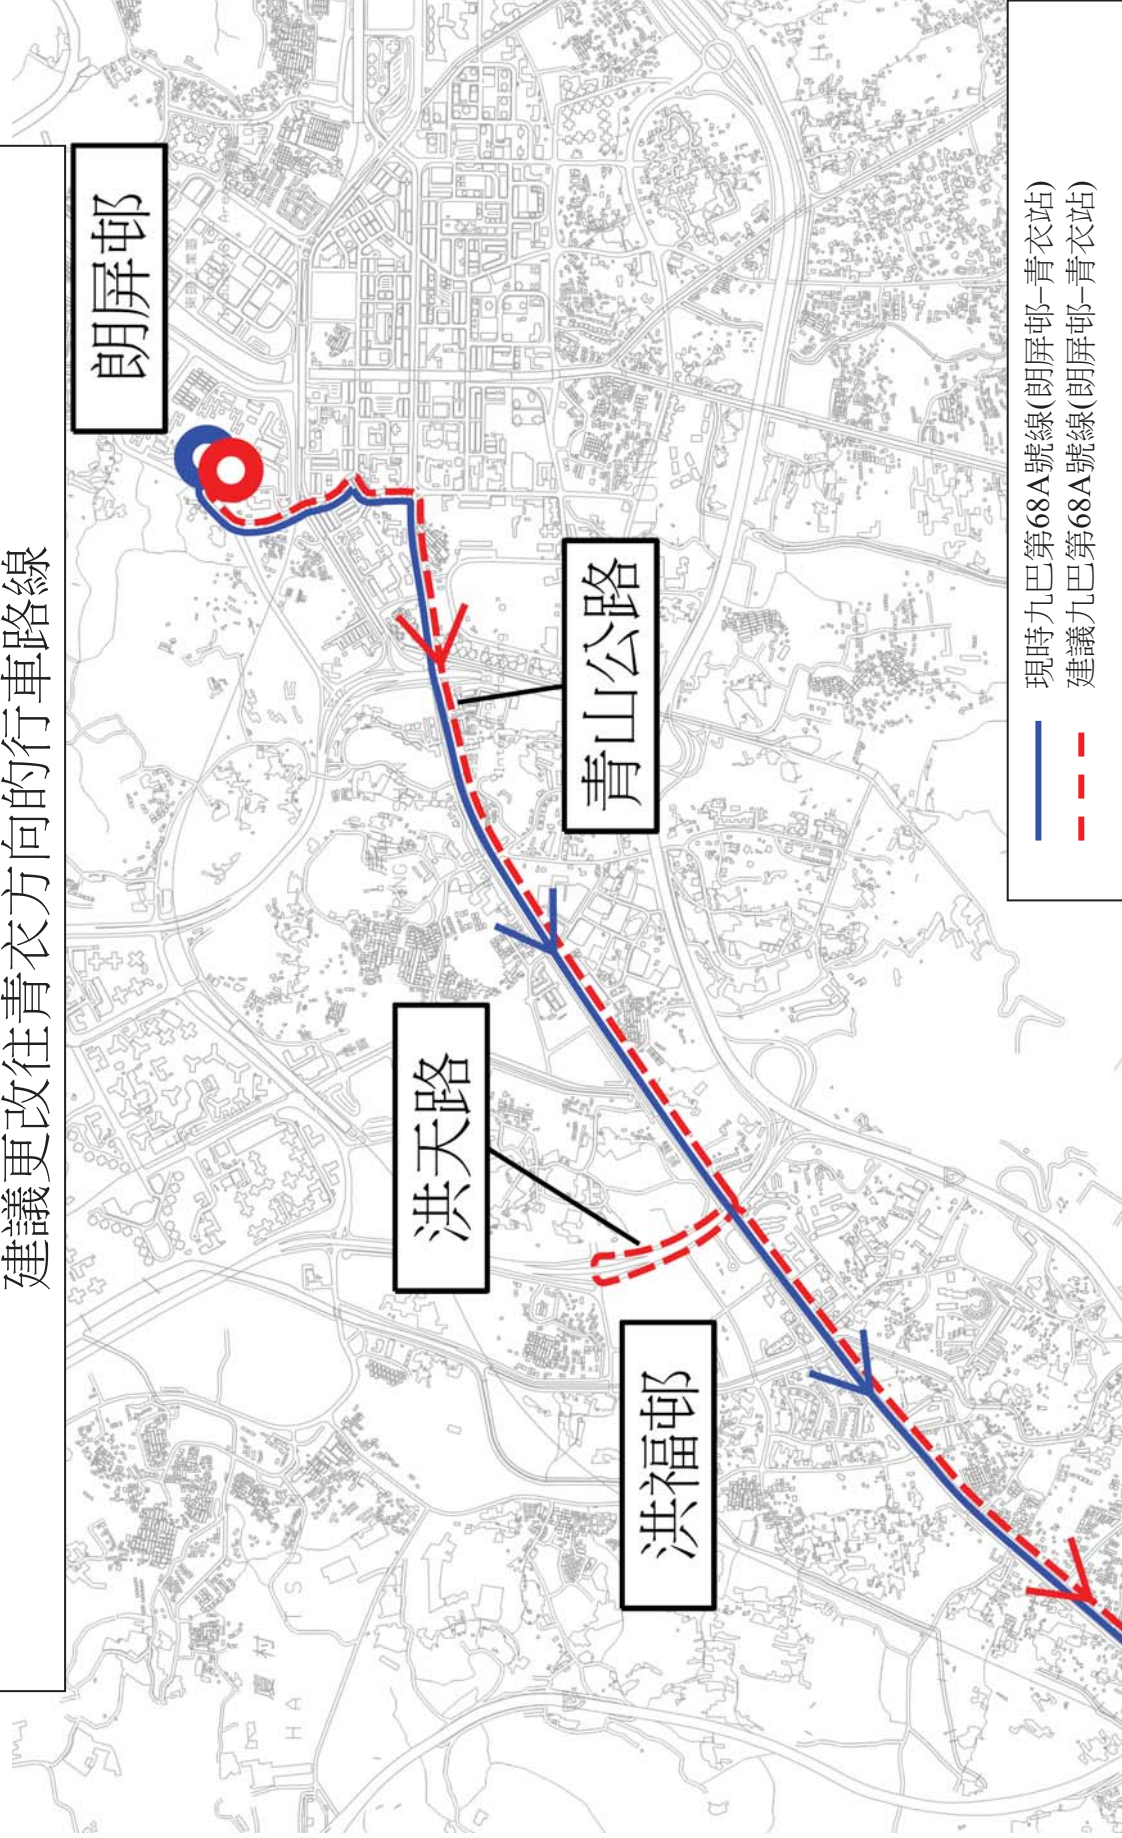 建議更改往青衣方向的行車路線
朗屏邨
青山公路
洪天路
洪福邨
現時九巴第68A號線(朗屏邨–青衣站)
建議九巴第68A號線(朗屏邨–青衣站)
厦村